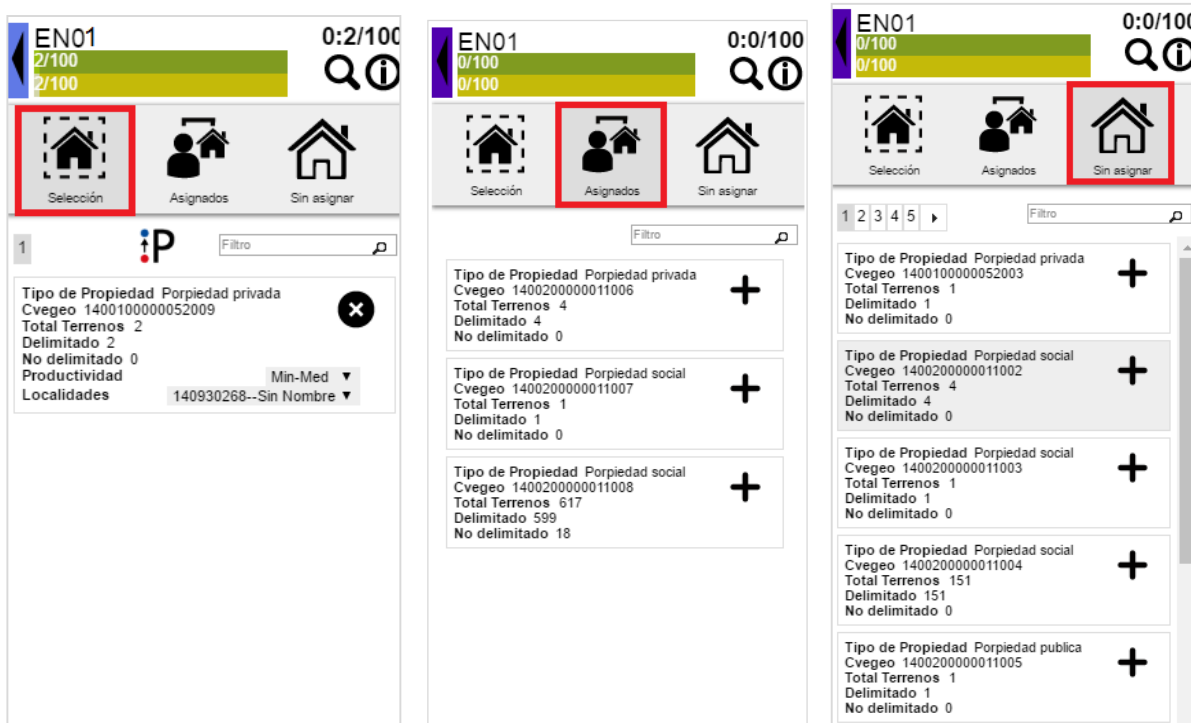 EN01
0:2/100
2/100
2/100
Selección
Asignados
Sin asignar
1
P
Filtro
Tipo de Propiedad Porpiedad privada
Cvegeo 1400100000052009
Total Terrenos 2
Delimitado 2
No delimitado 0
Productividad Min-Med
Localidades 140930268--Sin Nombre
EN01
0:0/100
0/100
0/100
Selección
Asignados
Sin asignar
Filtro
Tipo de Propiedad Porpiedad privada
Cvegeo 1400200000011006
Total Terrenos 4
Delimitado 4
No delimitado 0
Tipo de Propiedad Porpiedad social
Cvegeo 1400200000011007
Total Terrenos 1
Delimitado 1
No delimitado 0
Tipo de Propiedad Porpiedad social
Cvegeo 1400200000011008
Total Terrenos 617
Delimitado 599
No delimitado 18
EN01
0:0/100
0/100
0/100
Selección
Asignados
Sin asignar
1 2 3 4 5
Filtro
Tipo de Propiedad Porpiedad privada
Cvegeo 1400100000052003
Total Terrenos 1
Delimitado 1
No delimitado 0
Tipo de Propiedad Porpiedad social
Cvegeo 1400200000011002
Total Terrenos 4
Delimitado 4
No delimitado 0
Tipo de Propiedad Porpiedad social
Cvegeo 1400200000011003
Total Terrenos 1
Delimitado 1
No delimitado 0
Tipo de Propiedad Porpiedad social
Cvegeo 1400200000011004
Total Terrenos 151
Delimitado 151
No delimitado 0
Tipo de Propiedad Porpiedad publica
Cvegeo 1400200000011005
Total Terrenos 1
Delimitado 1
No delimitado 0